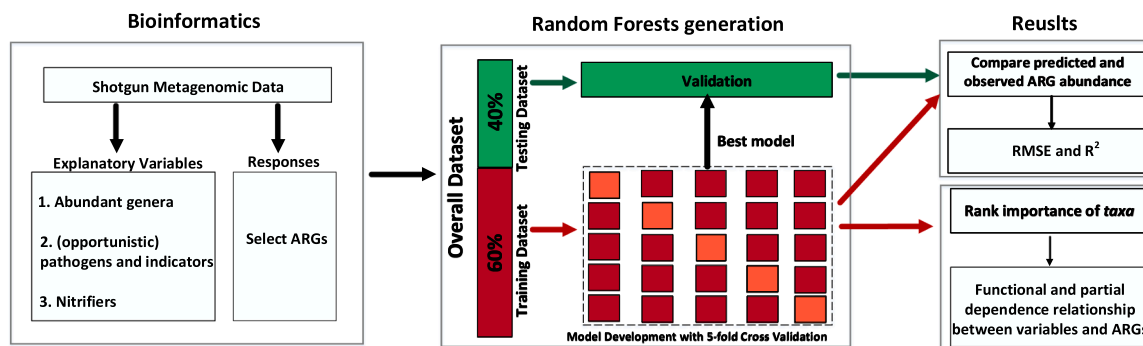 Bioinformatics
Shotgun Metagenomic Data
Explanatory Variables
1. Abundant genera
2. (opportunistic)
pathogens and indicators
3. Nitrifiers
Responses
Select ARGs
Random Forests generation
Overall Dataset
40%
Testing Dataset
60%
Training Dataset
Validation
Best model
Model Development with 5-fold Cross Validation
Reuslts
Compare predicted and
observed ARG abundance
RMSE and R²
Rank importance of taxa
Functional and partial
dependence relationship
between variables and ARGs